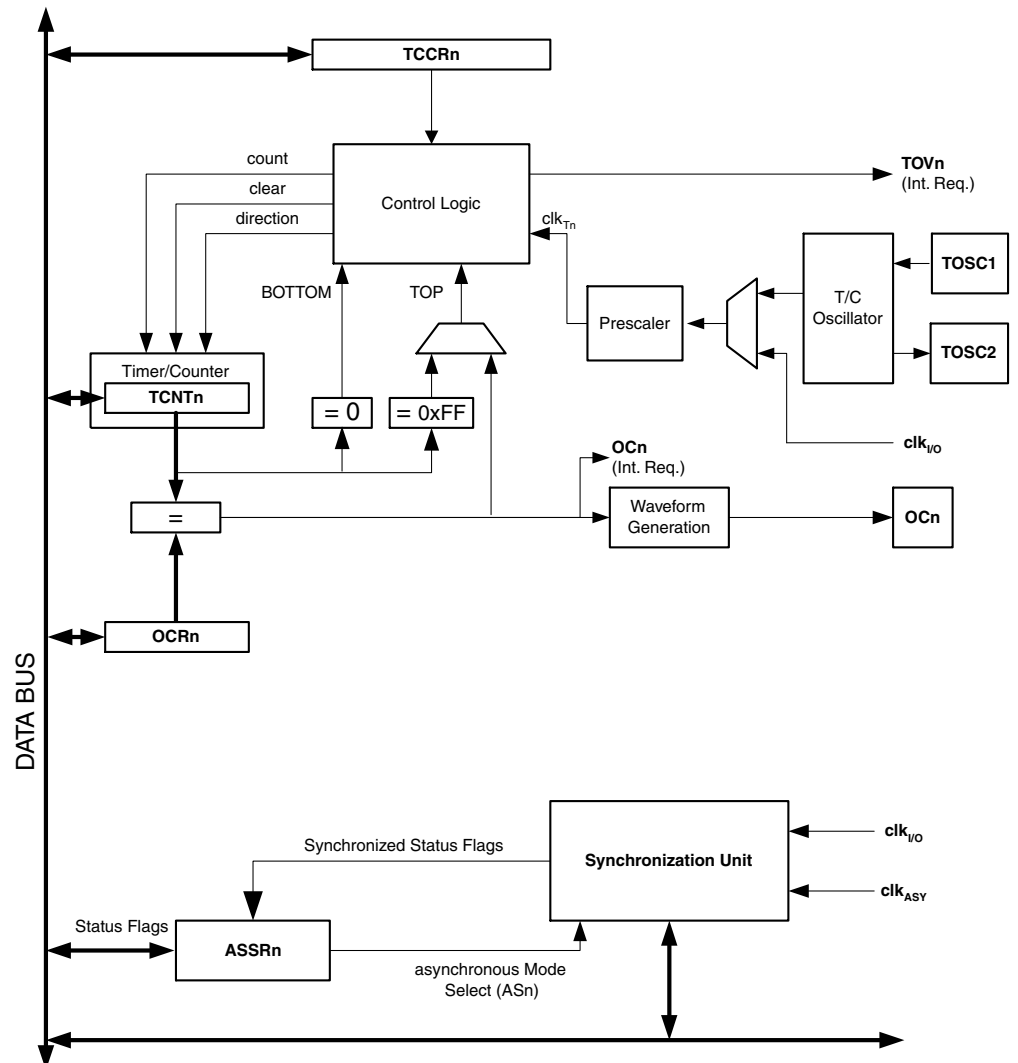 TCCRn
count
clear
direction
Control Logic
TOVn
(Int. Req.)
clkTn
BOTTOM
TOP
TOSC1
T/C
Oscillator
Prescaler
TOSC2
Timer/Counter
TCNTn
= 0
= 0xFF
clkI/O
OCn
(Int. Req.)
=
Waveform
Generation
OCn
OCRn
DATA BUS
Synchronized Status Flags
Synchronization Unit
clkI/O
clkASY
Status Flags
ASSRn
asynchronous Mode
Select (ASn)